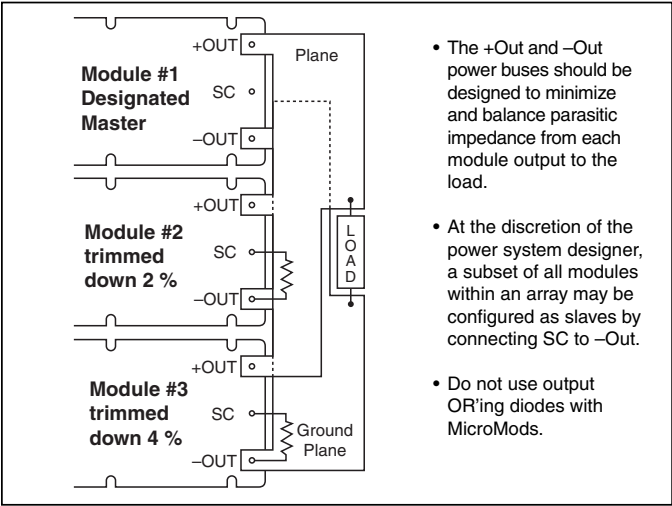 +OUT
Plane
Module #1
Designated
Master
SC
–OUT
+OUT
Module #2
trimmed
down 2 %
SC
–OUT
LOAD
+OUT
Module #3
trimmed
down 4 %
SC
Ground
Plane
–OUT
• The +Out and –Out
power buses should be
designed to minimize
and balance parasitic
impedance from each
module output to the
load.
• At the discretion of the
power system designer,
a subset of all modules
within an array may be
configured as slaves by
connecting SC to –Out.
• Do not use output
OR'ing diodes with
MicroMods.